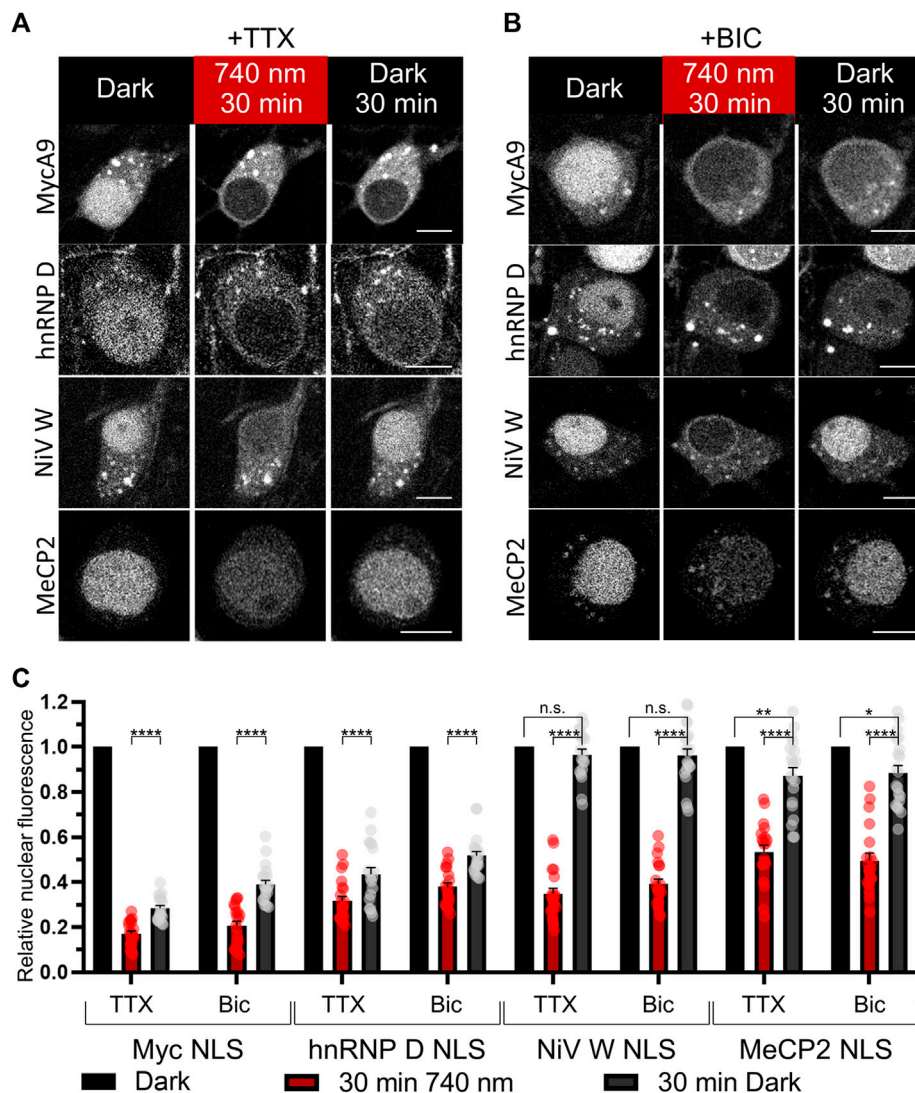 A
+TTX
Dark
740 nm
30 min
Dark
30 min
MycA9
hnRNP D
NiV W
MeCP2
B
+BIC
Dark
740 nm
30 min
Dark
30 min
MycA9
hnRNP D
NiV W
MeCP2
C
Relative nuclear fluorescence
1.2
1.0
0.8
0.6
0.4
0.2
0.0
**** **** **** **** n.s. **** n.s. **** ** **** * ****
TTX Bic TTX Bic TTX Bic TTX Bic
Myc NLS hnRNP D NLS NiV W NLS MeCP2 NLS
Dark 30 min 740 nm 30 min Dark